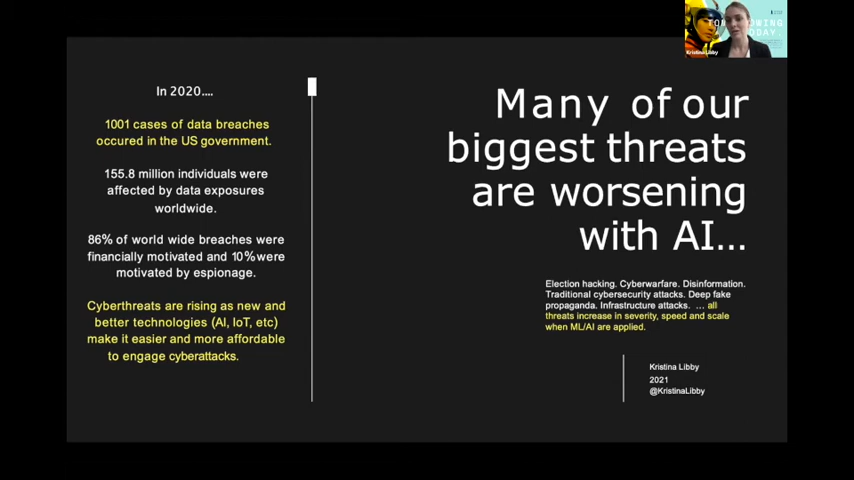 In 2020....
1001 cases of data breaches
occured in the US government.
155.8 million individuals were
affected by data exposures
worldwide.
86% of world wide breaches were
financially motivated and 10%were
motivated by espionage.
Cyberthreats are rising as new and
better technologies (AI, IoT, etc)
make it easier and more affordable
to engage cyberattacks.
Many of our
biggest threats
are worsening
with AI...
Election hacking. Cyberwarfare. Disinformation.
Traditional cybersecurity attacks. Deep fake
propaganda. Infrastructure attacks. ... all
threats increase in severity, speed and scale
when ML/AI are applied.
Kristina Libby
2021
@KristinaLibby
Kristina Libby